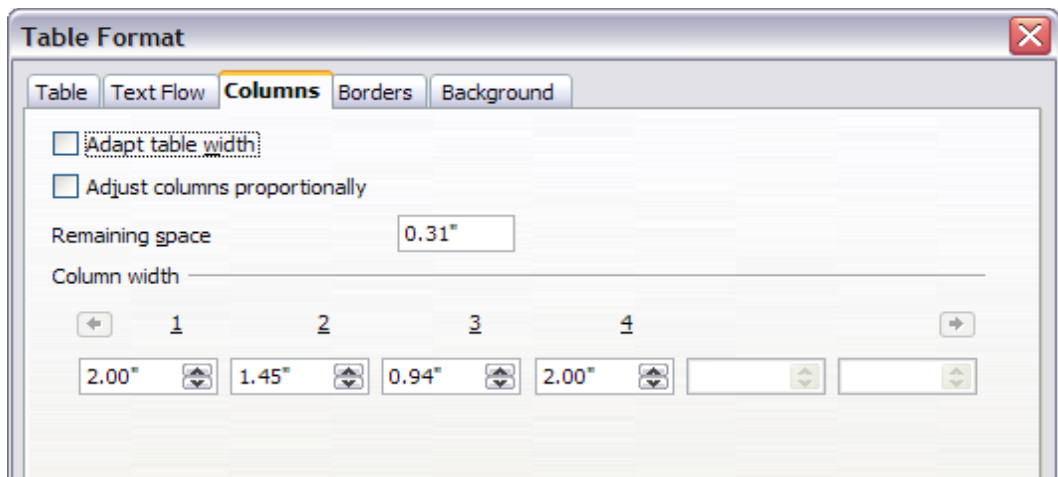 Table Format
Table Text Flow Columns Borders Background
Adapt table width
Adjust columns proportionally
Remaining space 0.31"
Column width
1 2 3 4
2.00" 1.45" 0.94" 2.00"